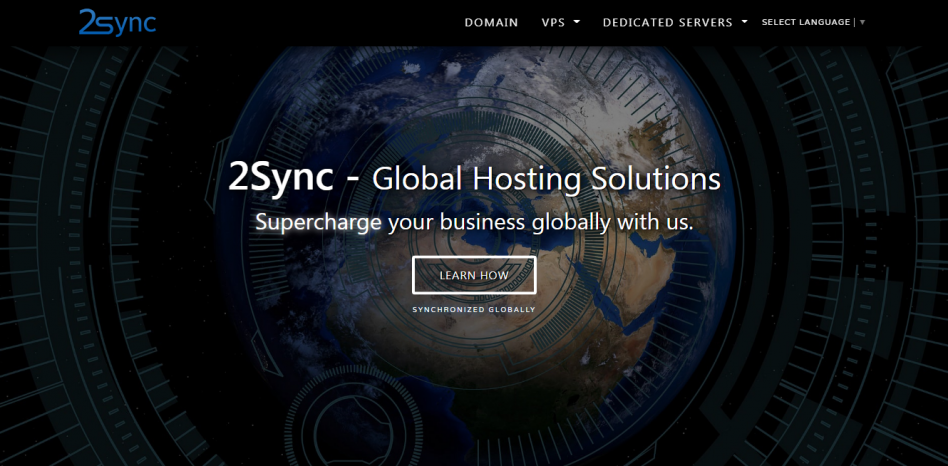 2sync
DOMAIN VPS DEDICATED SERVERS SELECT LANGUAGE | ▼
2Sync - Global Hosting Solutions
Supercharge your business globally with us.
LEARN HOW
SYNCHRONIZED GLOBALLY